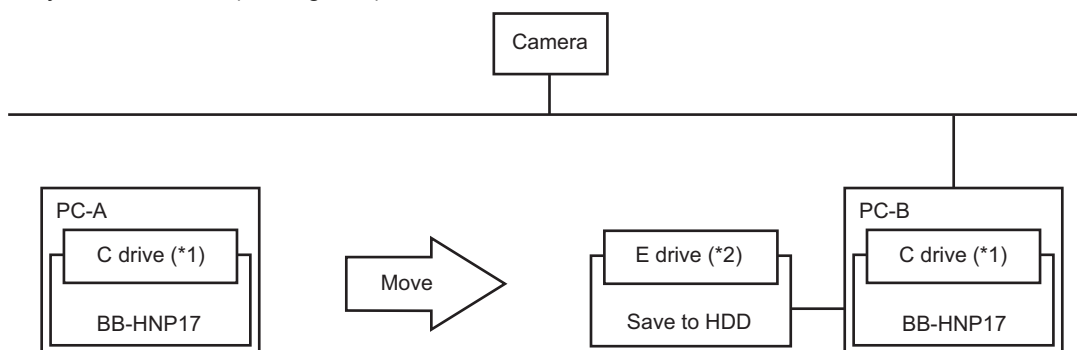 Camera
PC-A
C drive (*1)
BB-HNP17
Move
E drive (*2)
Save to HDD
PC-B
C drive (*1)
BB-HNP17